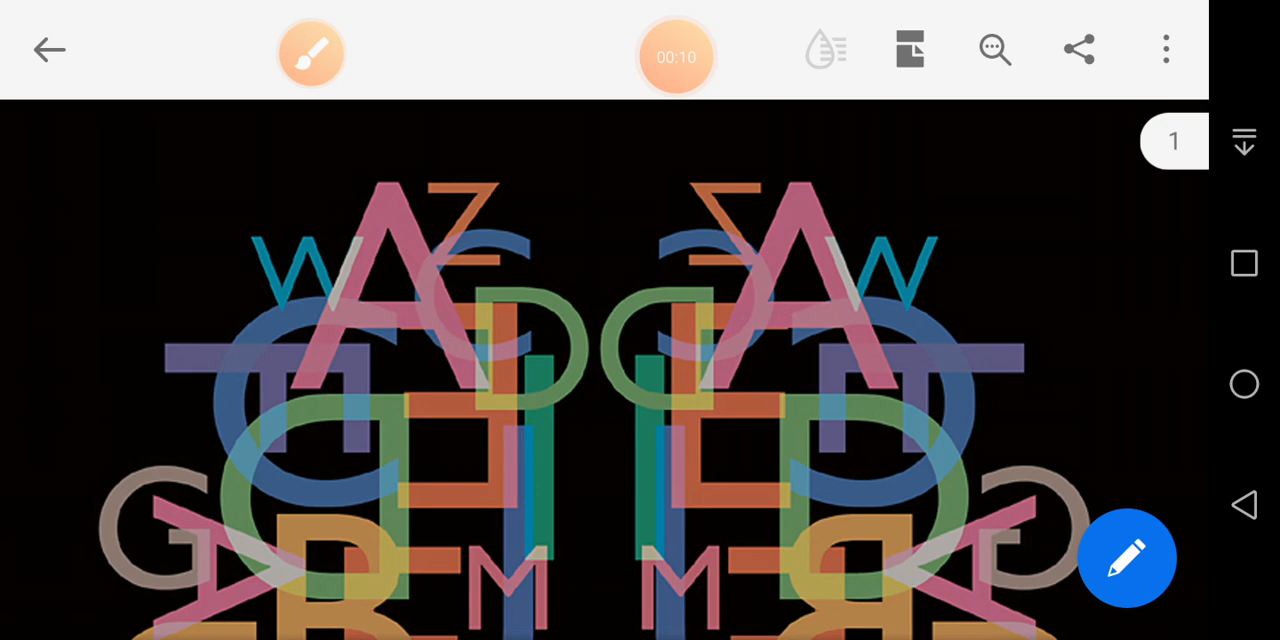 00:10
1
Z A
W C C W
A Z
D D
T C E I I E C T
G D D G
A R E M M E R A